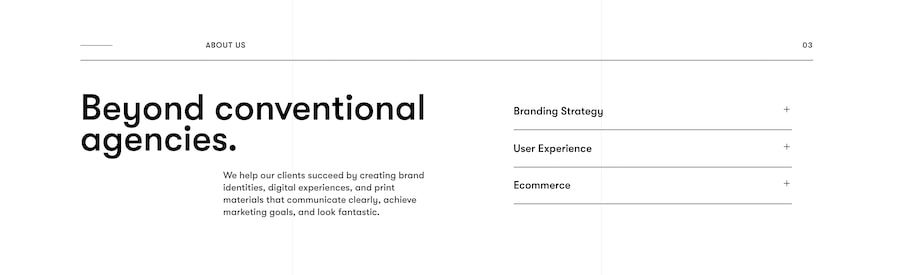 ABOUT US
03
Beyond conventional
agencies.
We help our clients succeed by creating brand
identities, digital experiences, and print
materials that communicate clearly, achieve
marketing goals, and look fantastic.
Branding Strategy +
User Experience +
Ecommerce +